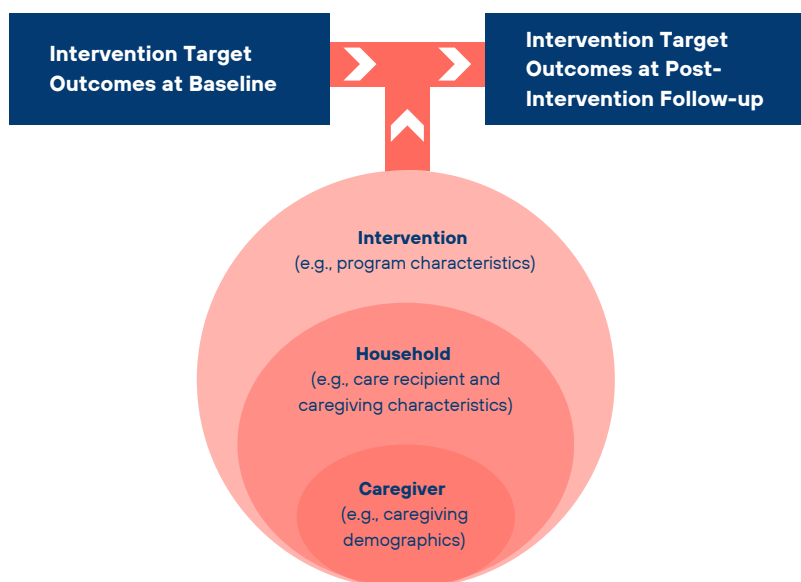 Intervention Target
Outcomes at Baseline
Intervention Target
Outcomes at Post-
Intervention Follow-up
Intervention
(e.g., program characteristics)
Household
(e.g., care recipient and
caregiving characteristics)
Caregiver
(e.g., caregiving
demographics)